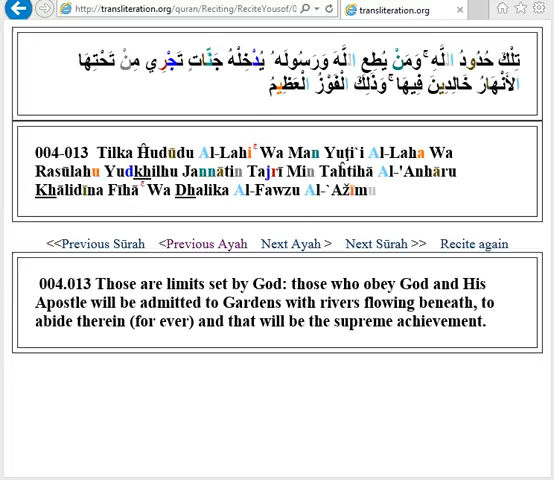 http://transliteration.org/quran/Reciting/ReciteYousof/0
transliteration.org
تِلْكَ حُدُودُ اللَّهِ ۚ وَمَنْ يُطِعِ اللَّهَ وَرَسُولَهُ يُدْخِلْهُ جَنَّاتٍ تَجْرِي مِنْ تَحْتِهَا
الأَنْهَارُ خَالِدِينَ فِيهَا ۚ وَذَلِكَ الْفَوْزُ الْعَظِيمُ
004-013 Tilka Ĥudūdu Al-Lahi ۚ Wa Man Yuţi`i Al-Laha Wa
Rasūlahu Yudkhilhu Jannātin Tajrī Min Taĥtihā Al-'Anhāru
Khālidīna Fīhā ۚ Wa Dhalika Al-Fawzu Al-`Ažīmu
<<Previous Sūrah <Previous Ayah Next Ayah > Next Sūrah >> Recite again
004.013 Those are limits set by God: those who obey God and His
Apostle will be admitted to Gardens with rivers flowing beneath, to
abide therein (for ever) and that will be the supreme achievement.